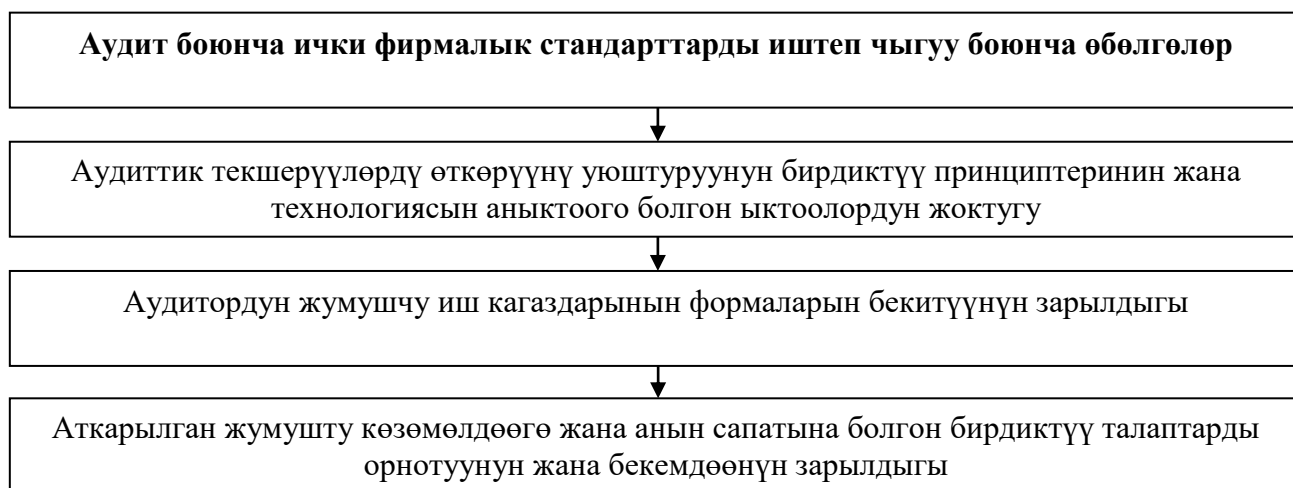 Аудит боюнча ички фирмалык стандарттарды иштеп чыгуу боюнча өбөлгөлөр
Аудиттик текшерүүлөрдү өткөрүүнү уюштуруунун бирдиктүү принциптеринин жана
технологиясын аныктоого болгон ыктоолордун жоктугу
Аудитордун жумушчу иш кагаздарынын формаларын бекитүүнүн зарылдыгы
Аткарылган жумушту көзөмөлдөөгө жана анын сапатына болгон бирдиктүү талаптарды
орнотуунун жана бекемдөөнүн зарылдыгы